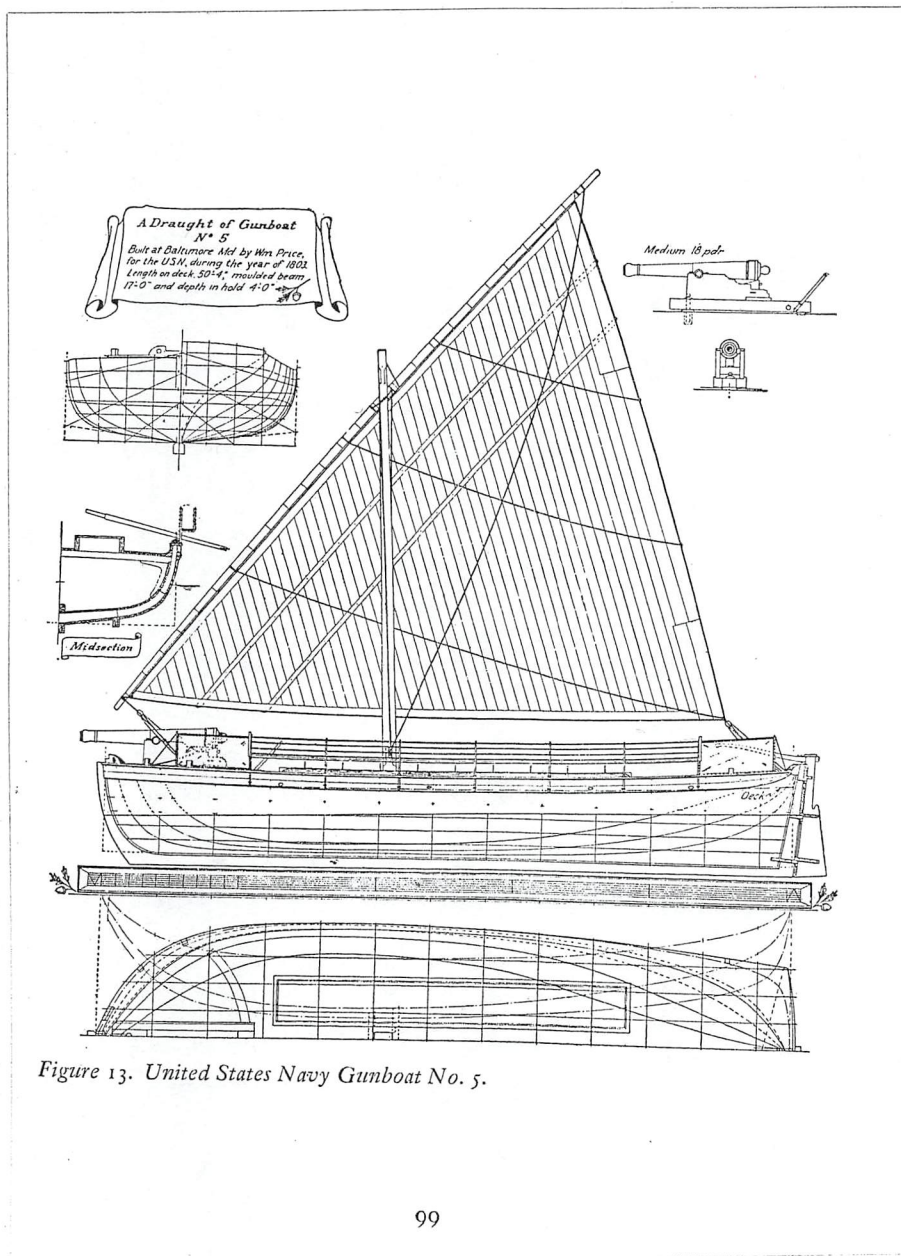 A Draught of Gunboat
Nº 5
Built at Baltimore Md by Wm Price,
for the USN, during the year of 1803
Length on deck 50'-4," moulded beam
17'-0" and depth in hold 4'-0"
Medium 18 pdr
Midsection
Deck
Figure 13. United States Navy Gunboat No. 5.
99